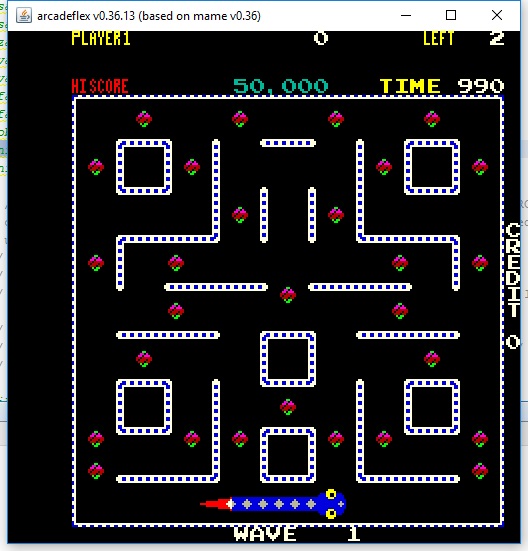 arcadeflex v0.36.13 (based on mame v0.36)
PLAYER1 0 LEFT 2
HISCORE 50,000 TIME 990
CREDIT 0
WAVE 1